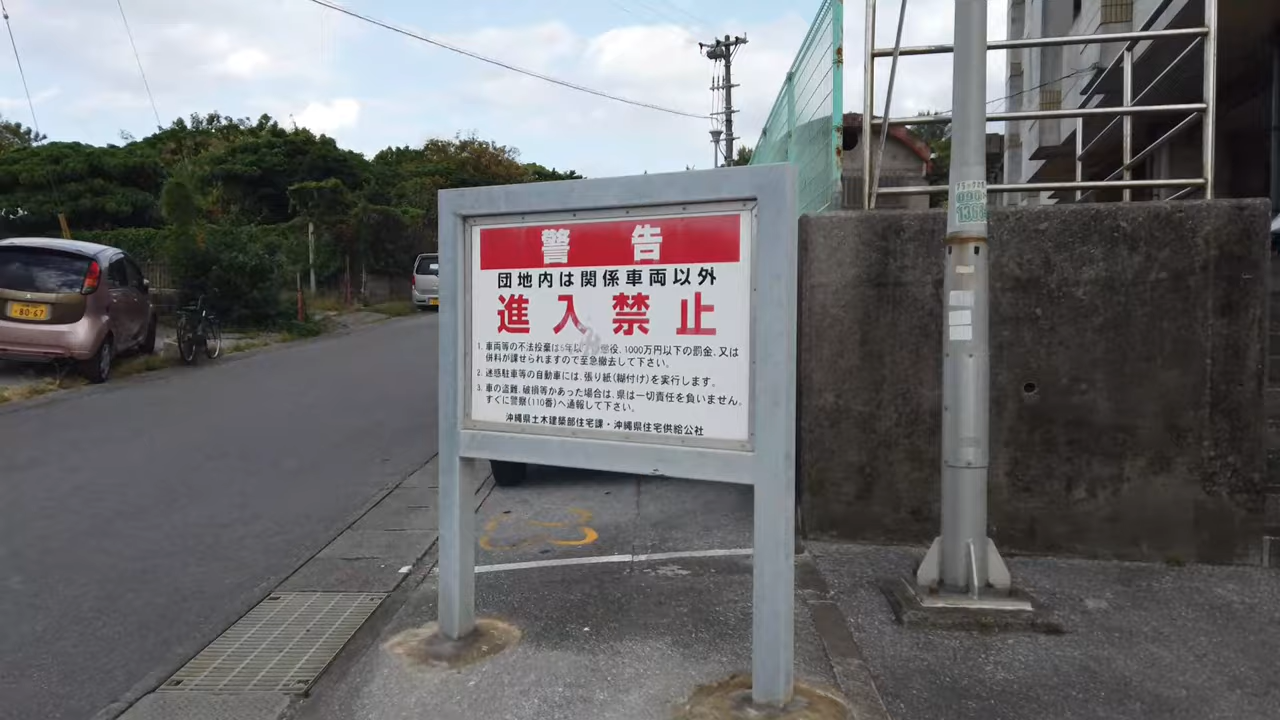 警告
団地内は関係車両以外
進入禁止
1. 車両等の不法投棄は5年以 懲役、1000万円以下の罰金、又は
併科が課せられますので至急撤去して下さい。
2. 迷惑駐車等の自動車には、張り紙(糊付け)を実行します。
3. 車の盗難、破損等があった場合は、県は一切責任を負いません。
すぐに警察(110番)へ通報して下さい。
沖縄県土木建築部住宅課・沖縄県住宅供給公社
80-67
090